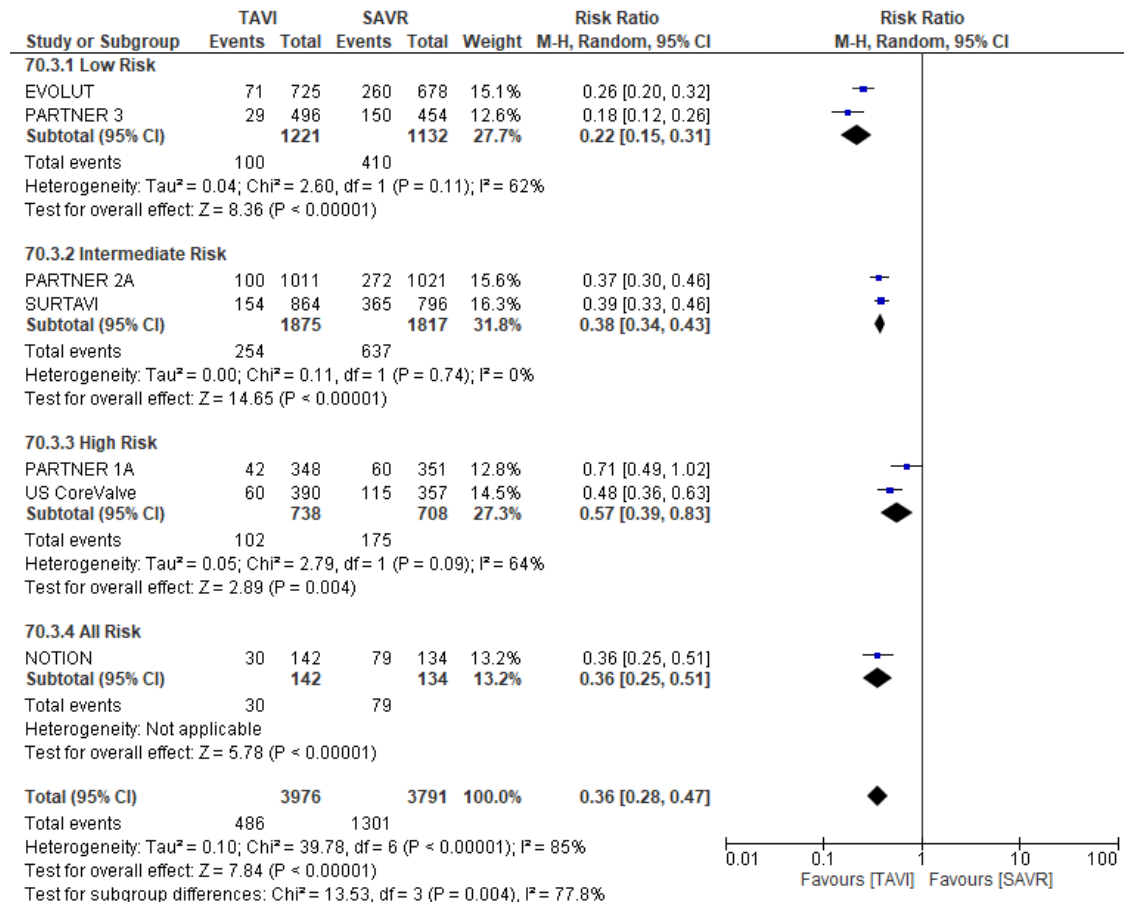 TAVI SAVR Risk Ratio Risk Ratio
Study or Subgroup Events Total Events Total Weight M-H, Random, 95% CI M-H, Random, 95% CI
70.3.1 Low Risk
EVOLUT 71 725 260 678 15.1% 0.26 [0.20, 0.32]
PARTNER 3 29 496 150 454 12.6% 0.18 [0.12, 0.26]
Subtotal (95% CI) 1221 1132 27.7% 0.22 [0.15, 0.31]
Total events 100 410
Heterogeneity: Tau² = 0.04; Chi² = 2.60, df = 1 (P = 0.11); I² = 62%
Test for overall effect: Z = 8.36 (P < 0.00001)
70.3.2 Intermediate Risk
PARTNER 2A 100 1011 272 1021 15.6% 0.37 [0.30, 0.46]
SURTAVI 154 864 365 796 16.3% 0.39 [0.33, 0.46]
Subtotal (95% CI) 1875 1817 31.8% 0.38 [0.34, 0.43]
Total events 254 637
Heterogeneity: Tau² = 0.00; Chi² = 0.11, df = 1 (P = 0.74); I² = 0%
Test for overall effect: Z = 14.65 (P < 0.00001)
70.3.3 High Risk
PARTNER 1A 42 348 60 351 12.8% 0.71 [0.49, 1.02]
US CoreValve 60 390 115 357 14.5% 0.48 [0.36, 0.63]
Subtotal (95% CI) 738 708 27.3% 0.57 [0.39, 0.83]
Total events 102 175
Heterogeneity: Tau² = 0.05; Chi² = 2.79, df = 1 (P = 0.09); I² = 64%
Test for overall effect: Z = 2.89 (P = 0.004)
70.3.4 All Risk
NOTION 30 142 79 134 13.2% 0.36 [0.25, 0.51]
Subtotal (95% CI) 142 134 13.2% 0.36 [0.25, 0.51]
Total events 30 79
Heterogeneity: Not applicable
Test for overall effect: Z = 5.78 (P < 0.00001)
Total (95% CI) 3976 3791 100.0% 0.36 [0.28, 0.47]
Total events 486 1301
Heterogeneity: Tau² = 0.10; Chi² = 39.78, df = 6 (P < 0.00001); I² = 85%
Test for overall effect: Z = 7.84 (P < 0.00001)
Test for subgroup differences: Chi² = 13.53, df = 3 (P = 0.004), I² = 77.8%
0.01 0.1 1 10 100
Favours [TAVI] Favours [SAVR]